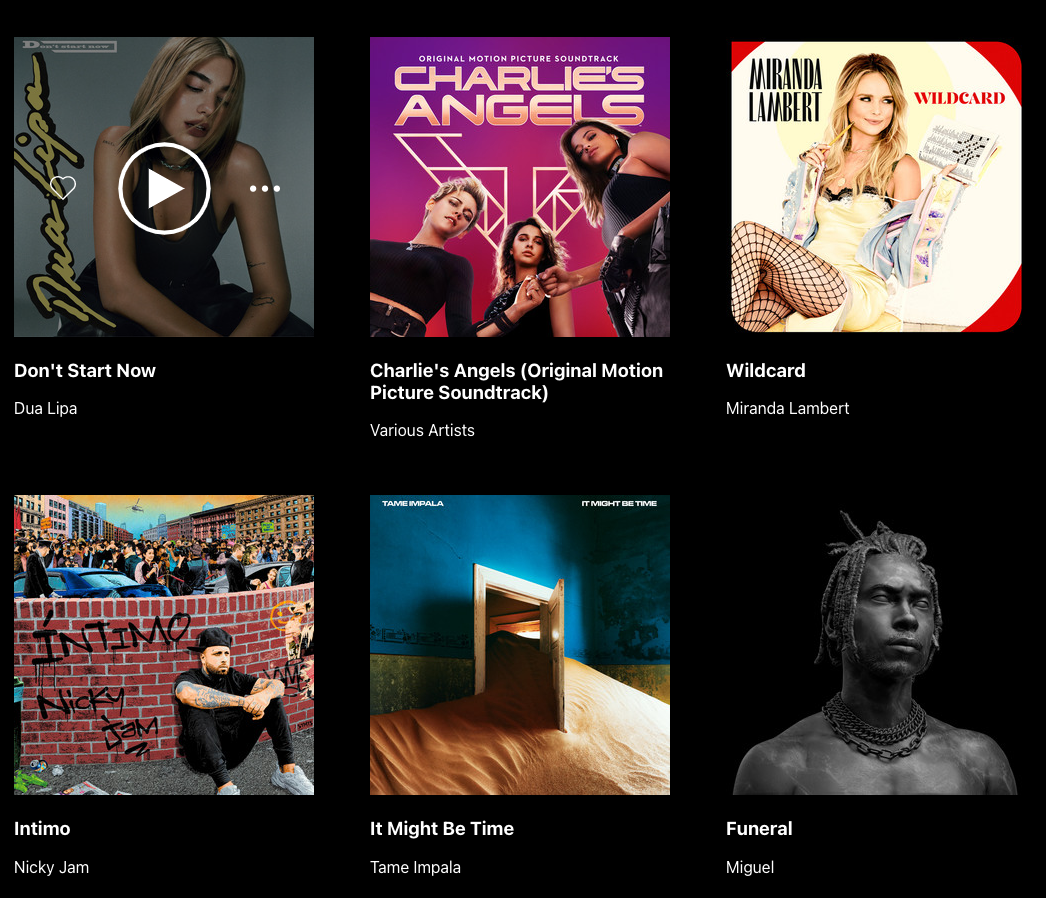 Don't start now
Dua Lipa
Don't Start Now
Dua Lipa
ORIGINAL MOTION PICTURE SOUNDTRACK
CHARLIE'S
ANGELS
Charlie's Angels (Original Motion
Picture Soundtrack)
Various Artists
MIRANDA
LAMBERT
WILDCARD
Wildcard
Miranda Lambert
ÍNTIMO
Nicky
Jam
Intimo
Nicky Jam
TAME IMPALA
IT MIGHT BE TIME
It Might Be Time
Tame Impala
Funeral
Miguel